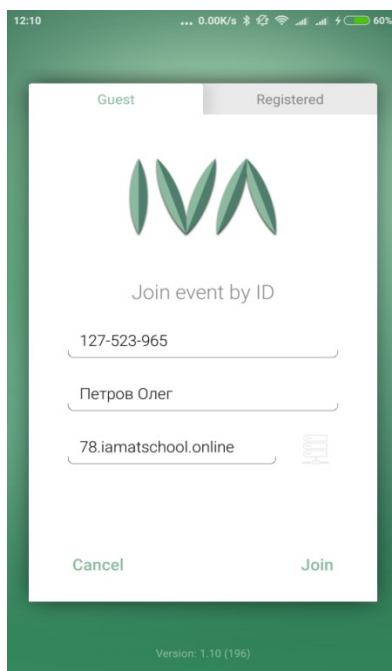 12:10 ... 0.00K/s 60%
Guest Registered
IVA
Join event by ID
127-523-965
Петров Олег
78.iamatschool.online
Cancel Join
Version: 1.10 (196)